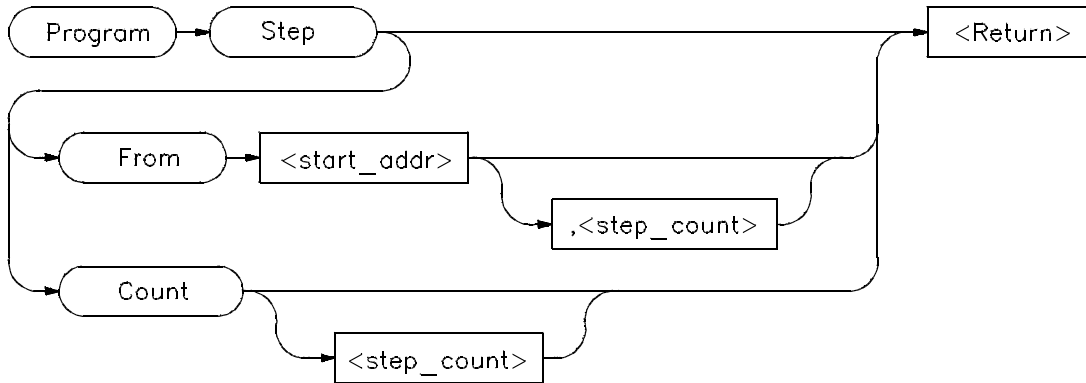 Program Step <Return>
From <start_addr>
,<step_count>
Count
<step_count>